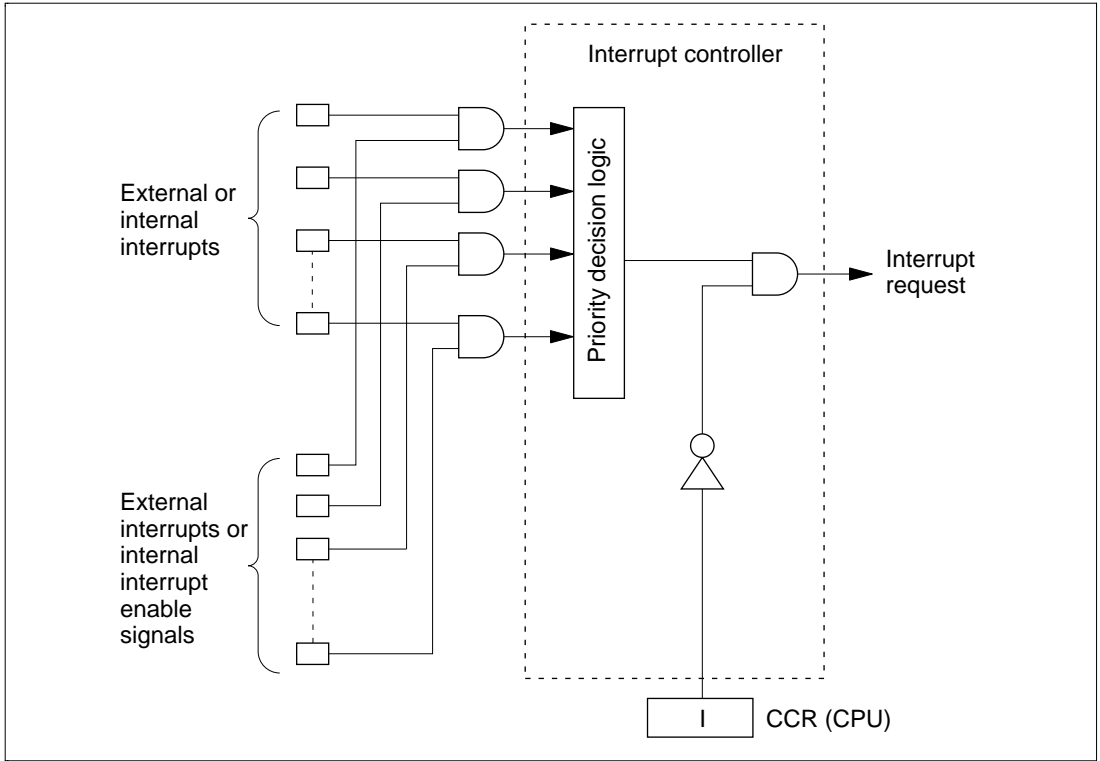 Interrupt controller
External or
internal
interrupts
Priority decision logic
Interrupt
request
External
interrupts or
internal
interrupt
enable
signals
I
CCR (CPU)